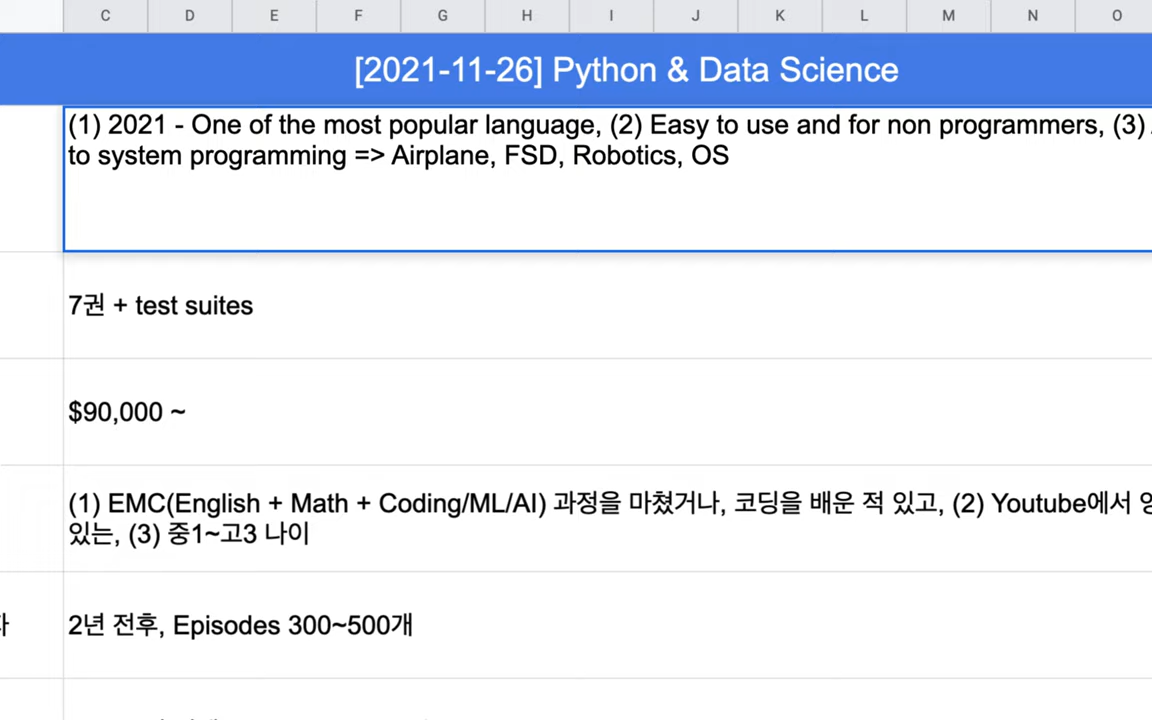 C D E F G H I J K L M N O
[2021-11-26] Python & Data Science
(1) 2021 - One of the most popular language, (2) Easy to use and for non programmers, (3)
to system programming => Airplane, FSD, Robotics, OS
7권 + test suites
$90,000 ~
(1) EMC(English + Math + Coding/ML/AI) 과정을 마쳤거나, 코딩을 배운 적 있고, (2) Youtube에서
있는, (3) 중1~고3 나이
2년 전후, Episodes 300~500개